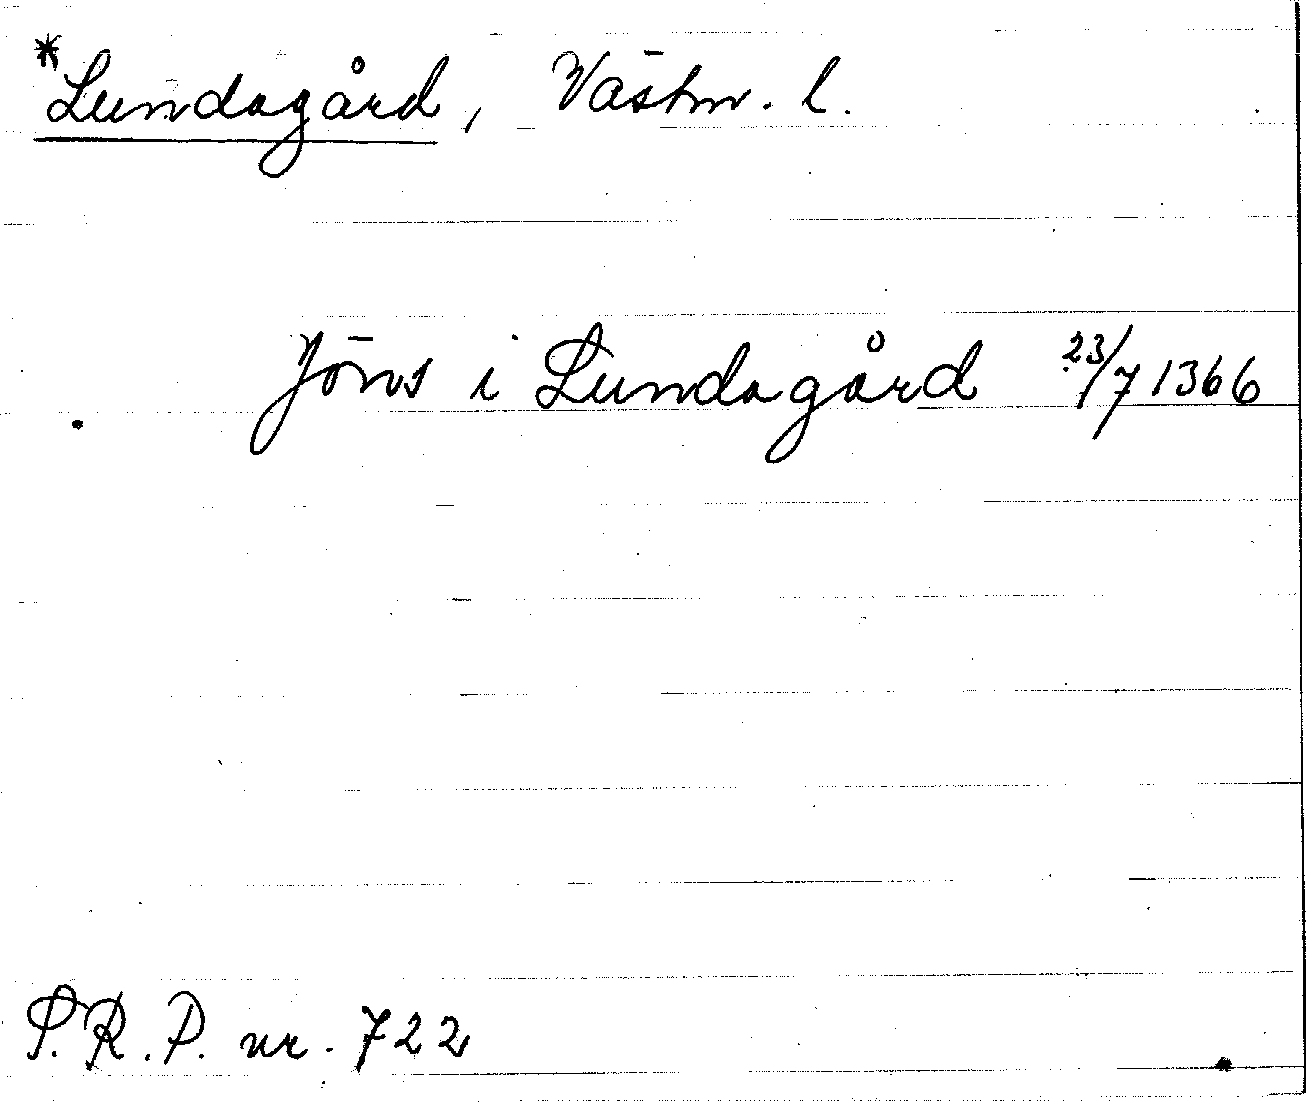 *Lundagård, Västm. l.
Jöns i Lundagård 23/7 1366
P.R.P. nr. 722